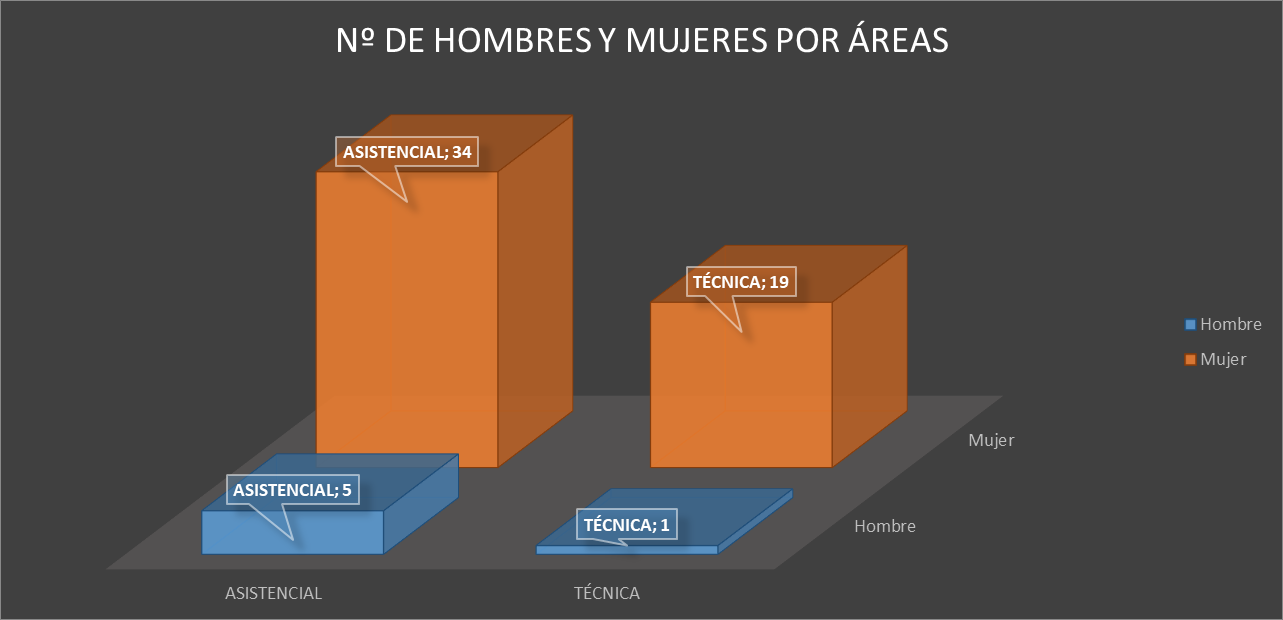 Nº DE HOMBRES Y MUJERES POR ÁREAS
ASISTENCIAL; 34
TÉCNICA; 19
ASISTENCIAL; 5
TÉCNICA; 1
Hombre
Mujer
Mujer
Hombre
ASISTENCIAL
TÉCNICA